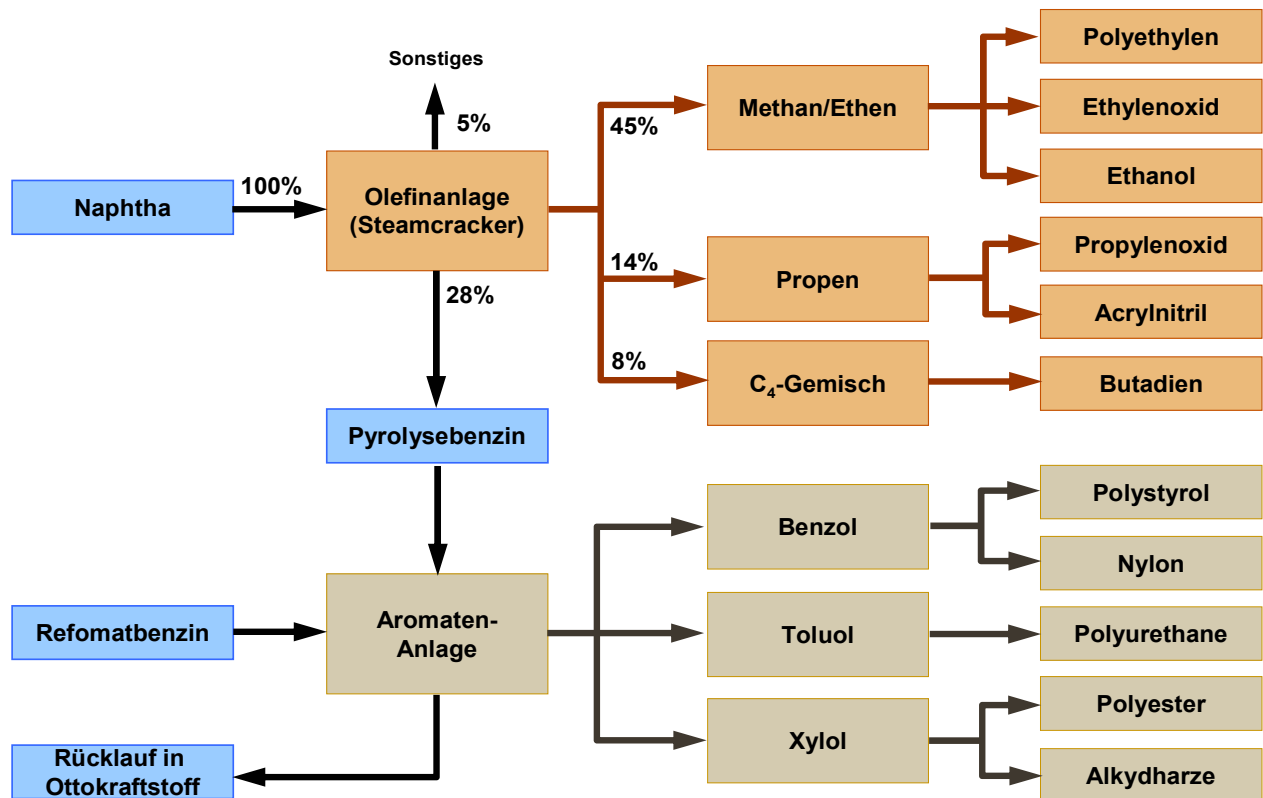 Sonstiges
5%
Naphtha
100%
Olefinanlage
(Steamcracker)
45%
Methan/Ethen
Polyethylen
Ethylenoxid
Ethanol
14%
Propen
Propylenoxid
Acrylnitril
8%
C₄-Gemisch
Butadien
28%
Pyrolysebenzin
Refomatbenzin
Aromaten-
Anlage
Benzol
Polystyrol
Nylon
Toluol
Polyurethane
Xylol
Polyester
Alkydharze
Rücklauf in
Ottokraftstoff